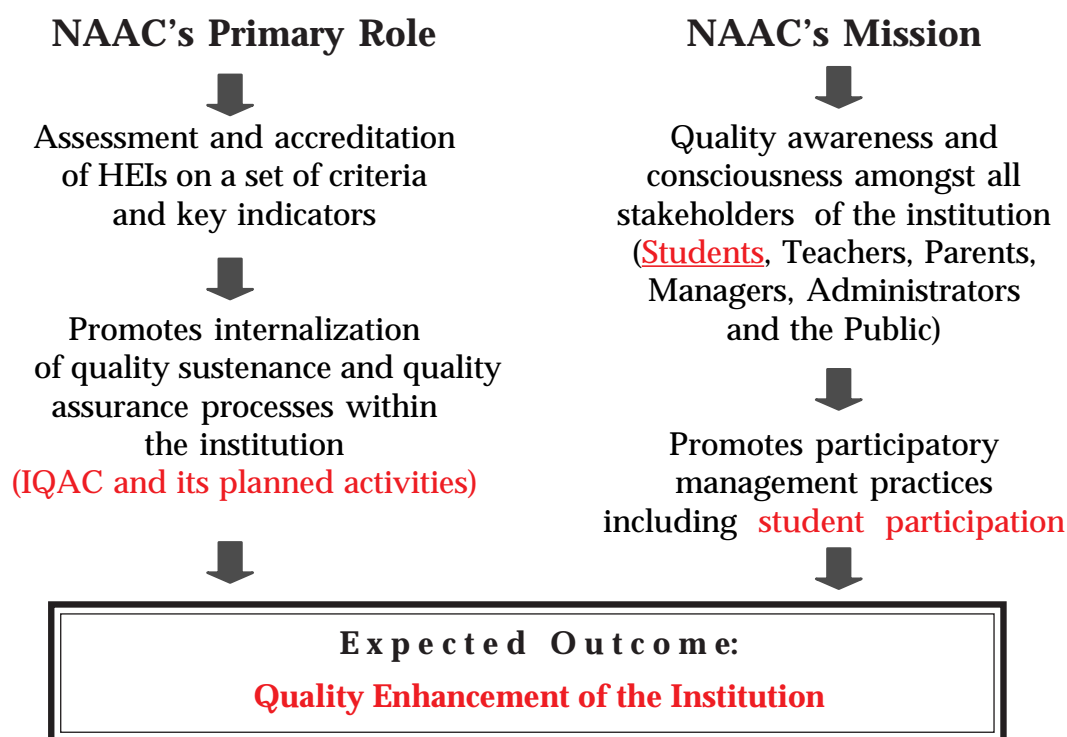 NAAC's Primary Role
Assessment and accreditation
of HEIs on a set of criteria
and key indicators
Promotes internalization
of quality sustenance and quality
assurance processes within
the institution
(IQAC and its planned activities)
NAAC's Mission
Quality awareness and
consciousness amongst all
stakeholders of the institution
(Students, Teachers, Parents,
Managers, Administrators
and the Public)
Promotes participatory
management practices
including student participation
Expected Outcome:
Quality Enhancement of the Institution